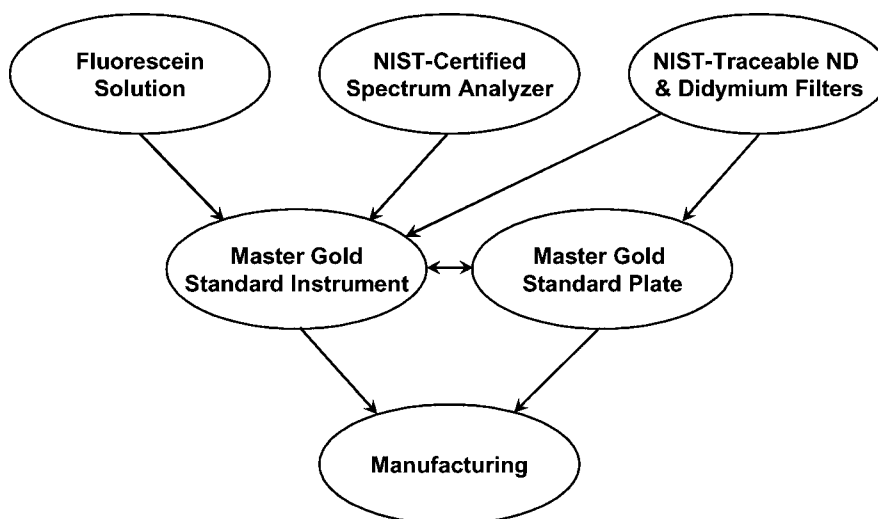 Fluorescein
Solution
NIST-Certified
Spectrum Analyzer
NIST-Traceable ND
& Didymium Filters
Master Gold
Standard Instrument
Master Gold
Standard Plate
Manufacturing